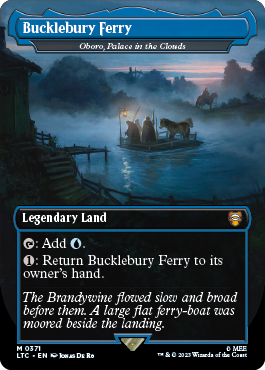 Bucklebury Ferry
Oboro, Palace in the Clouds
Legendary Land
: Add .
1: Return Bucklebury Ferry to its
owner's hand.
The Brandywine flowed slow and broad
before them. A large flat ferry-boat was
moored beside the landing.
M 0371
LTC • EN Jonas De Ro
6 MEE
™ & © 2023 Wizards of the Coast